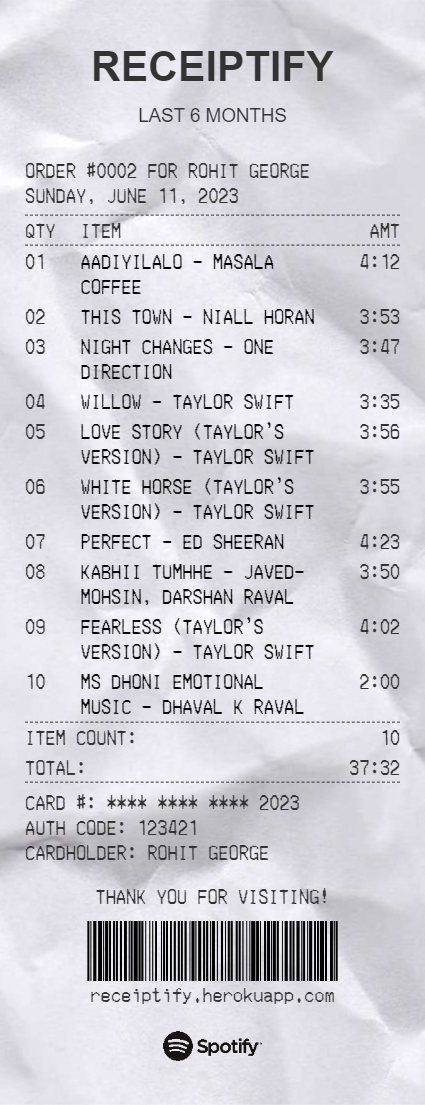 RECEIPTIFY
LAST 6 MONTHS
ORDER #0002 FOR ROHIT GEORGE
SUNDAY, JUNE 11, 2023
QTY ITEM AMT
01 AADIYILALO - MASALA 4:12
COFFEE
02 THIS TOWN - NIALL HORAN 3:53
03 NIGHT CHANGES - ONE 3:47
DIRECTION
04 WILLOW - TAYLOR SWIFT 3:35
05 LOVE STORY (TAYLOR'S 3:56
VERSION) - TAYLOR SWIFT
06 WHITE HORSE (TAYLOR'S 3:55
VERSION) - TAYLOR SWIFT
07 PERFECT - ED SHEERAN 4:23
08 KABHII TUMHHE - JAVED- 3:50
MOHSIN, DARSHAN RAVAL
09 FEARLESS (TAYLOR'S 4:02
VERSION) - TAYLOR SWIFT
10 MS DHONI EMOTIONAL 2:00
MUSIC - DHAVAL K RAVAL
ITEM COUNT: 10
TOTAL: 37:32
CARD #: **** **** **** 2023
AUTH CODE: 123421
CARDHOLDER: ROHIT GEORGE
THANK YOU FOR VISITING!
receiptify.herokuapp.com
Spotify